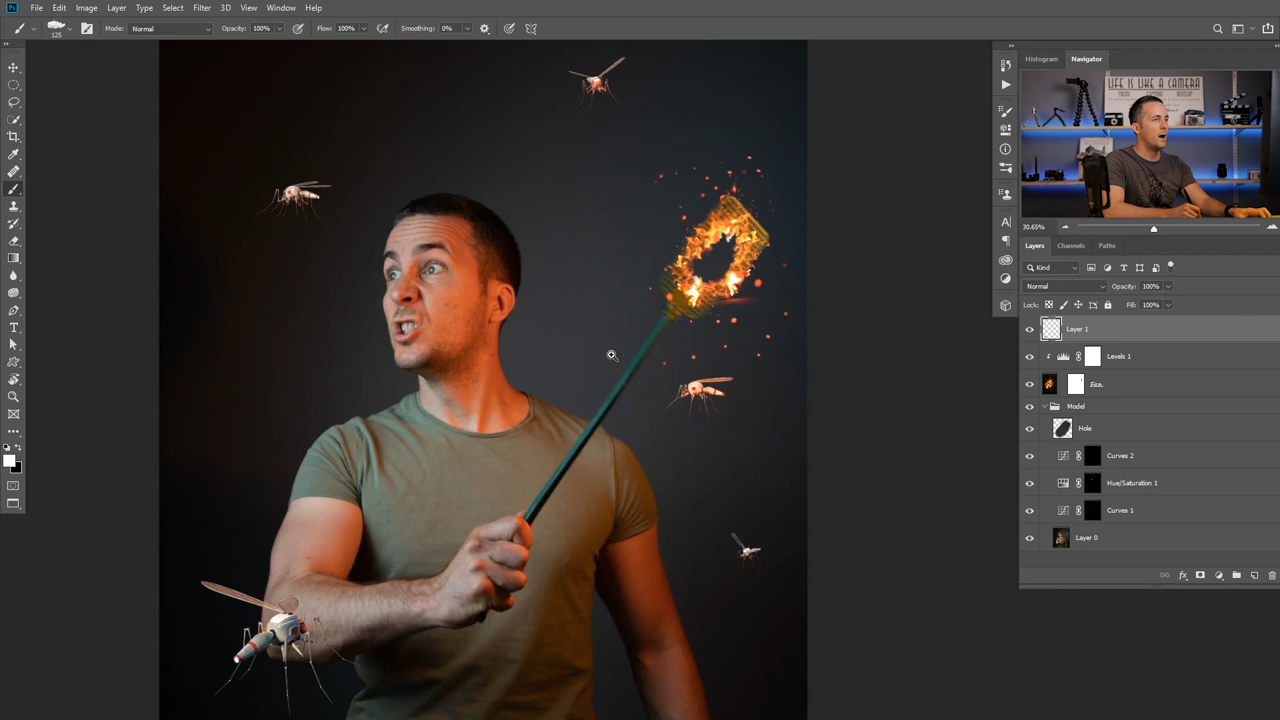 Ps File Edit Image Layer Type Select Filter 3D View Window Help
125 Mode: Normal Opacity: 100% Flow: 100% Smoothing: 0%
Histogram Navigator
LIFE IS LIKE A CAMERA
30.65%
Layers Channels Paths
Kind
Normal Opacity: 100%
Lock: Fill: 100%
Layer 1
Levels 1
Model
Hole
Curves 2
Hue/Saturation 1
Curves 1
Layer 0